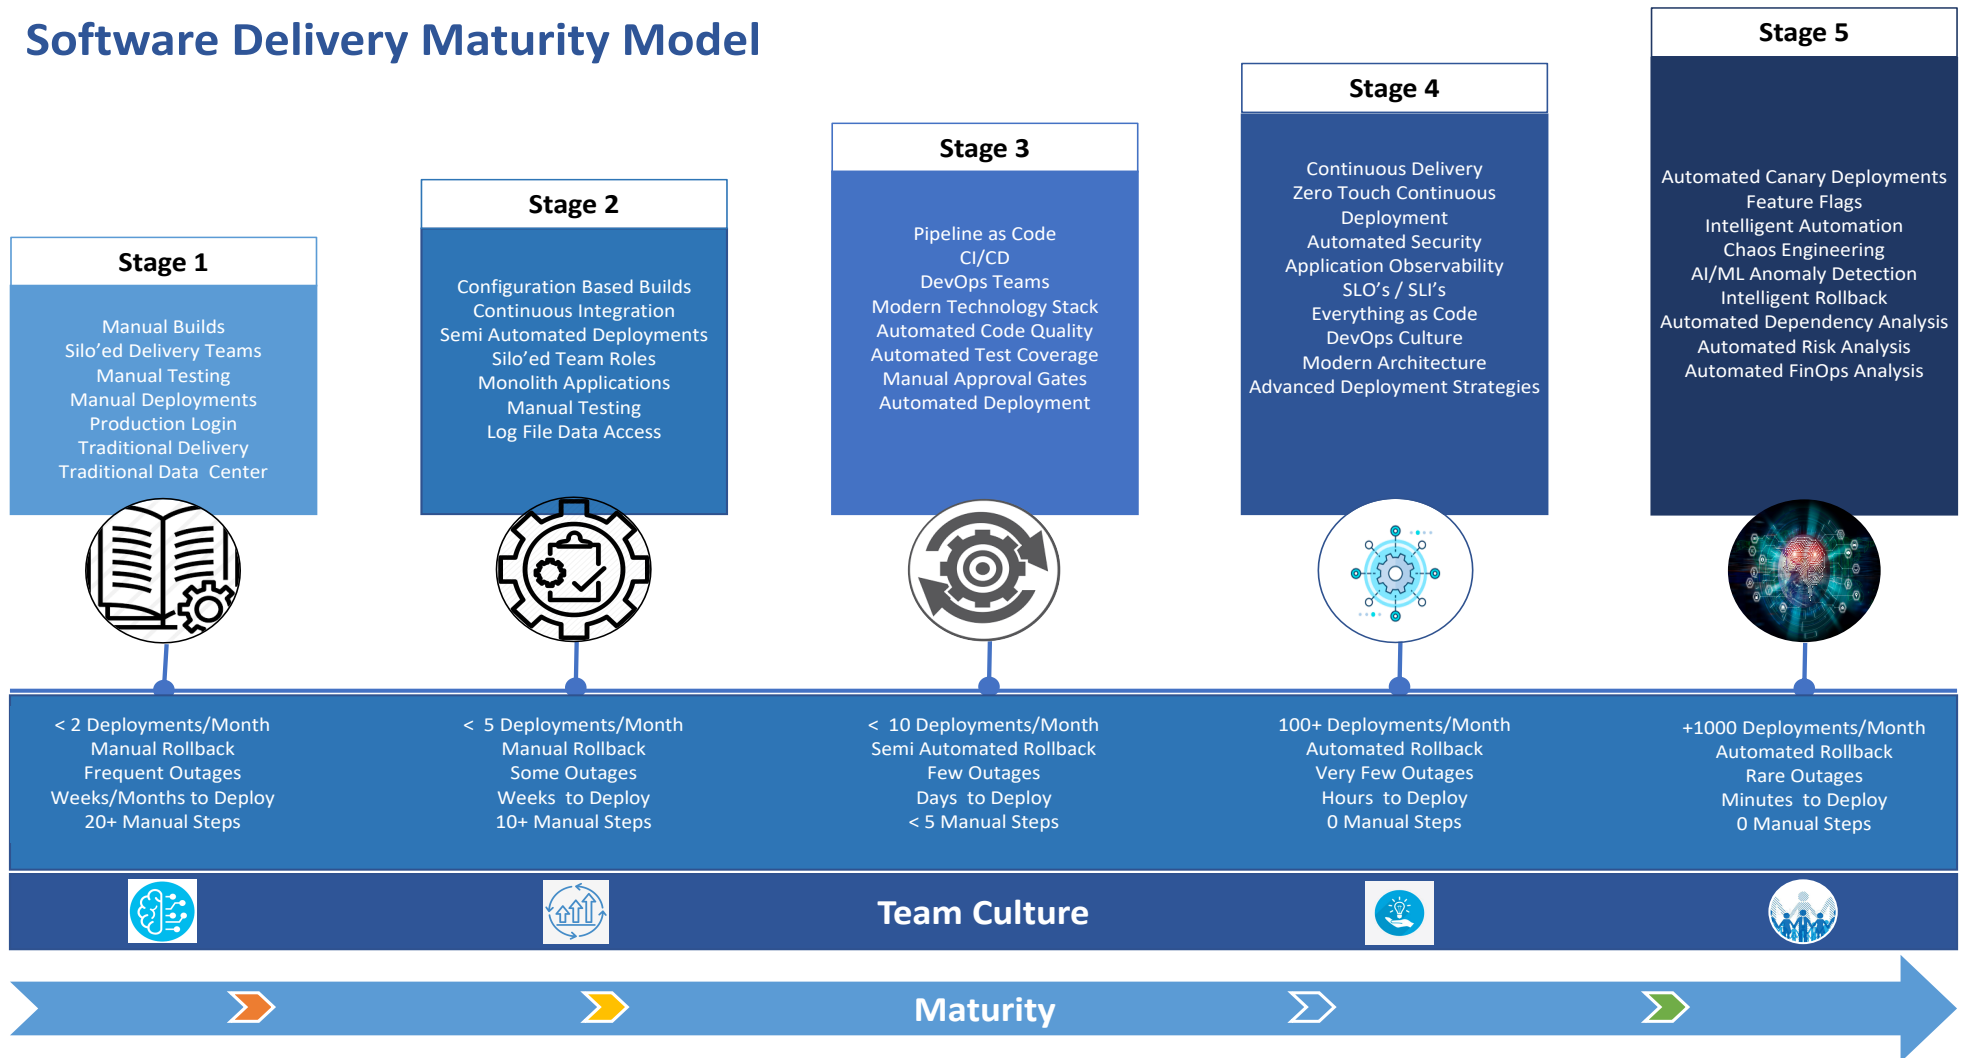 Software Delivery Maturity Model
Stage 1
Manual Builds
Silo’ed Delivery Teams
Manual Testing
Manual Deployments
Production Login
Traditional Delivery
Traditional Data Center
Stage 2
Configuration Based Builds
Continuous Integration
Semi Automated Deployments
Silo’ed Team Roles
Monolith Applications
Manual Testing
Log File Data Access
Stage 3
Pipeline as Code
CI/CD
DevOps Teams
Modern Technology Stack
Automated Code Quality
Automated Test Coverage
Manual Approval Gates
Automated Deployment
Stage 4
Continuous Delivery
Zero Touch Continuous
Deployment
Automated Security
Application Observability
SLO’s / SLI’s
Everything as Code
DevOps Culture
Modern Architecture
Advanced Deployment Strategies
Stage 5
Automated Canary Deployments
Feature Flags
Intelligent Automation
Chaos Engineering
AI/ML Anomaly Detection
Intelligent Rollback
Automated Dependency Analysis
Automated Risk Analysis
Automated FinOps Analysis
< 2 Deployments/Month
Manual Rollback
Frequent Outages
Weeks/Months to Deploy
20+ Manual Steps
< 5 Deployments/Month
Manual Rollback
Some Outages
Weeks to Deploy
10+ Manual Steps
< 10 Deployments/Month
Semi Automated Rollback
Few Outages
Days to Deploy
< 5 Manual Steps
100+ Deployments/Month
Automated Rollback
Very Few Outages
Hours to Deploy
0 Manual Steps
+1000 Deployments/Month
Automated Rollback
Rare Outages
Minutes to Deploy
0 Manual Steps
Team Culture
Maturity